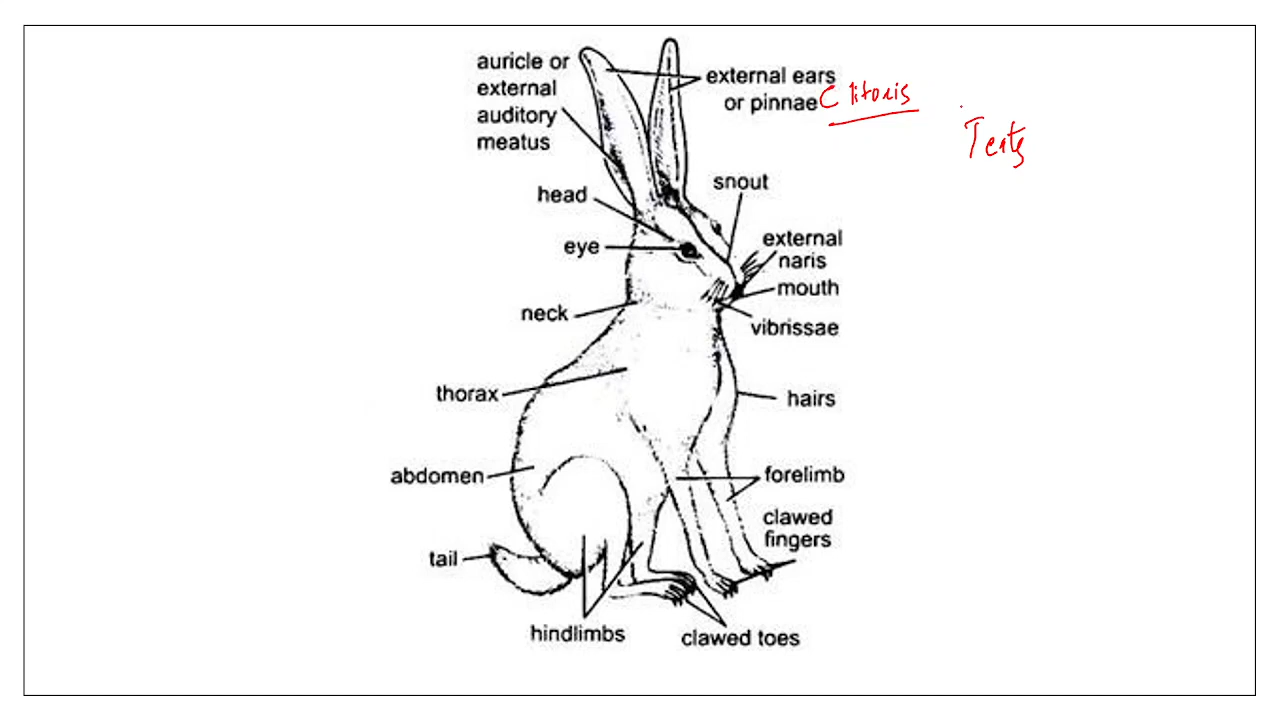 auricle or
external
auditory
meatus
external ears
or pinnae
Clitoris
Teats
snout
head
eye
external
naris
mouth
neck
vibrissae
thorax
hairs
abdomen
forelimb
clawed
fingers
tail
hindlimbs
clawed toes